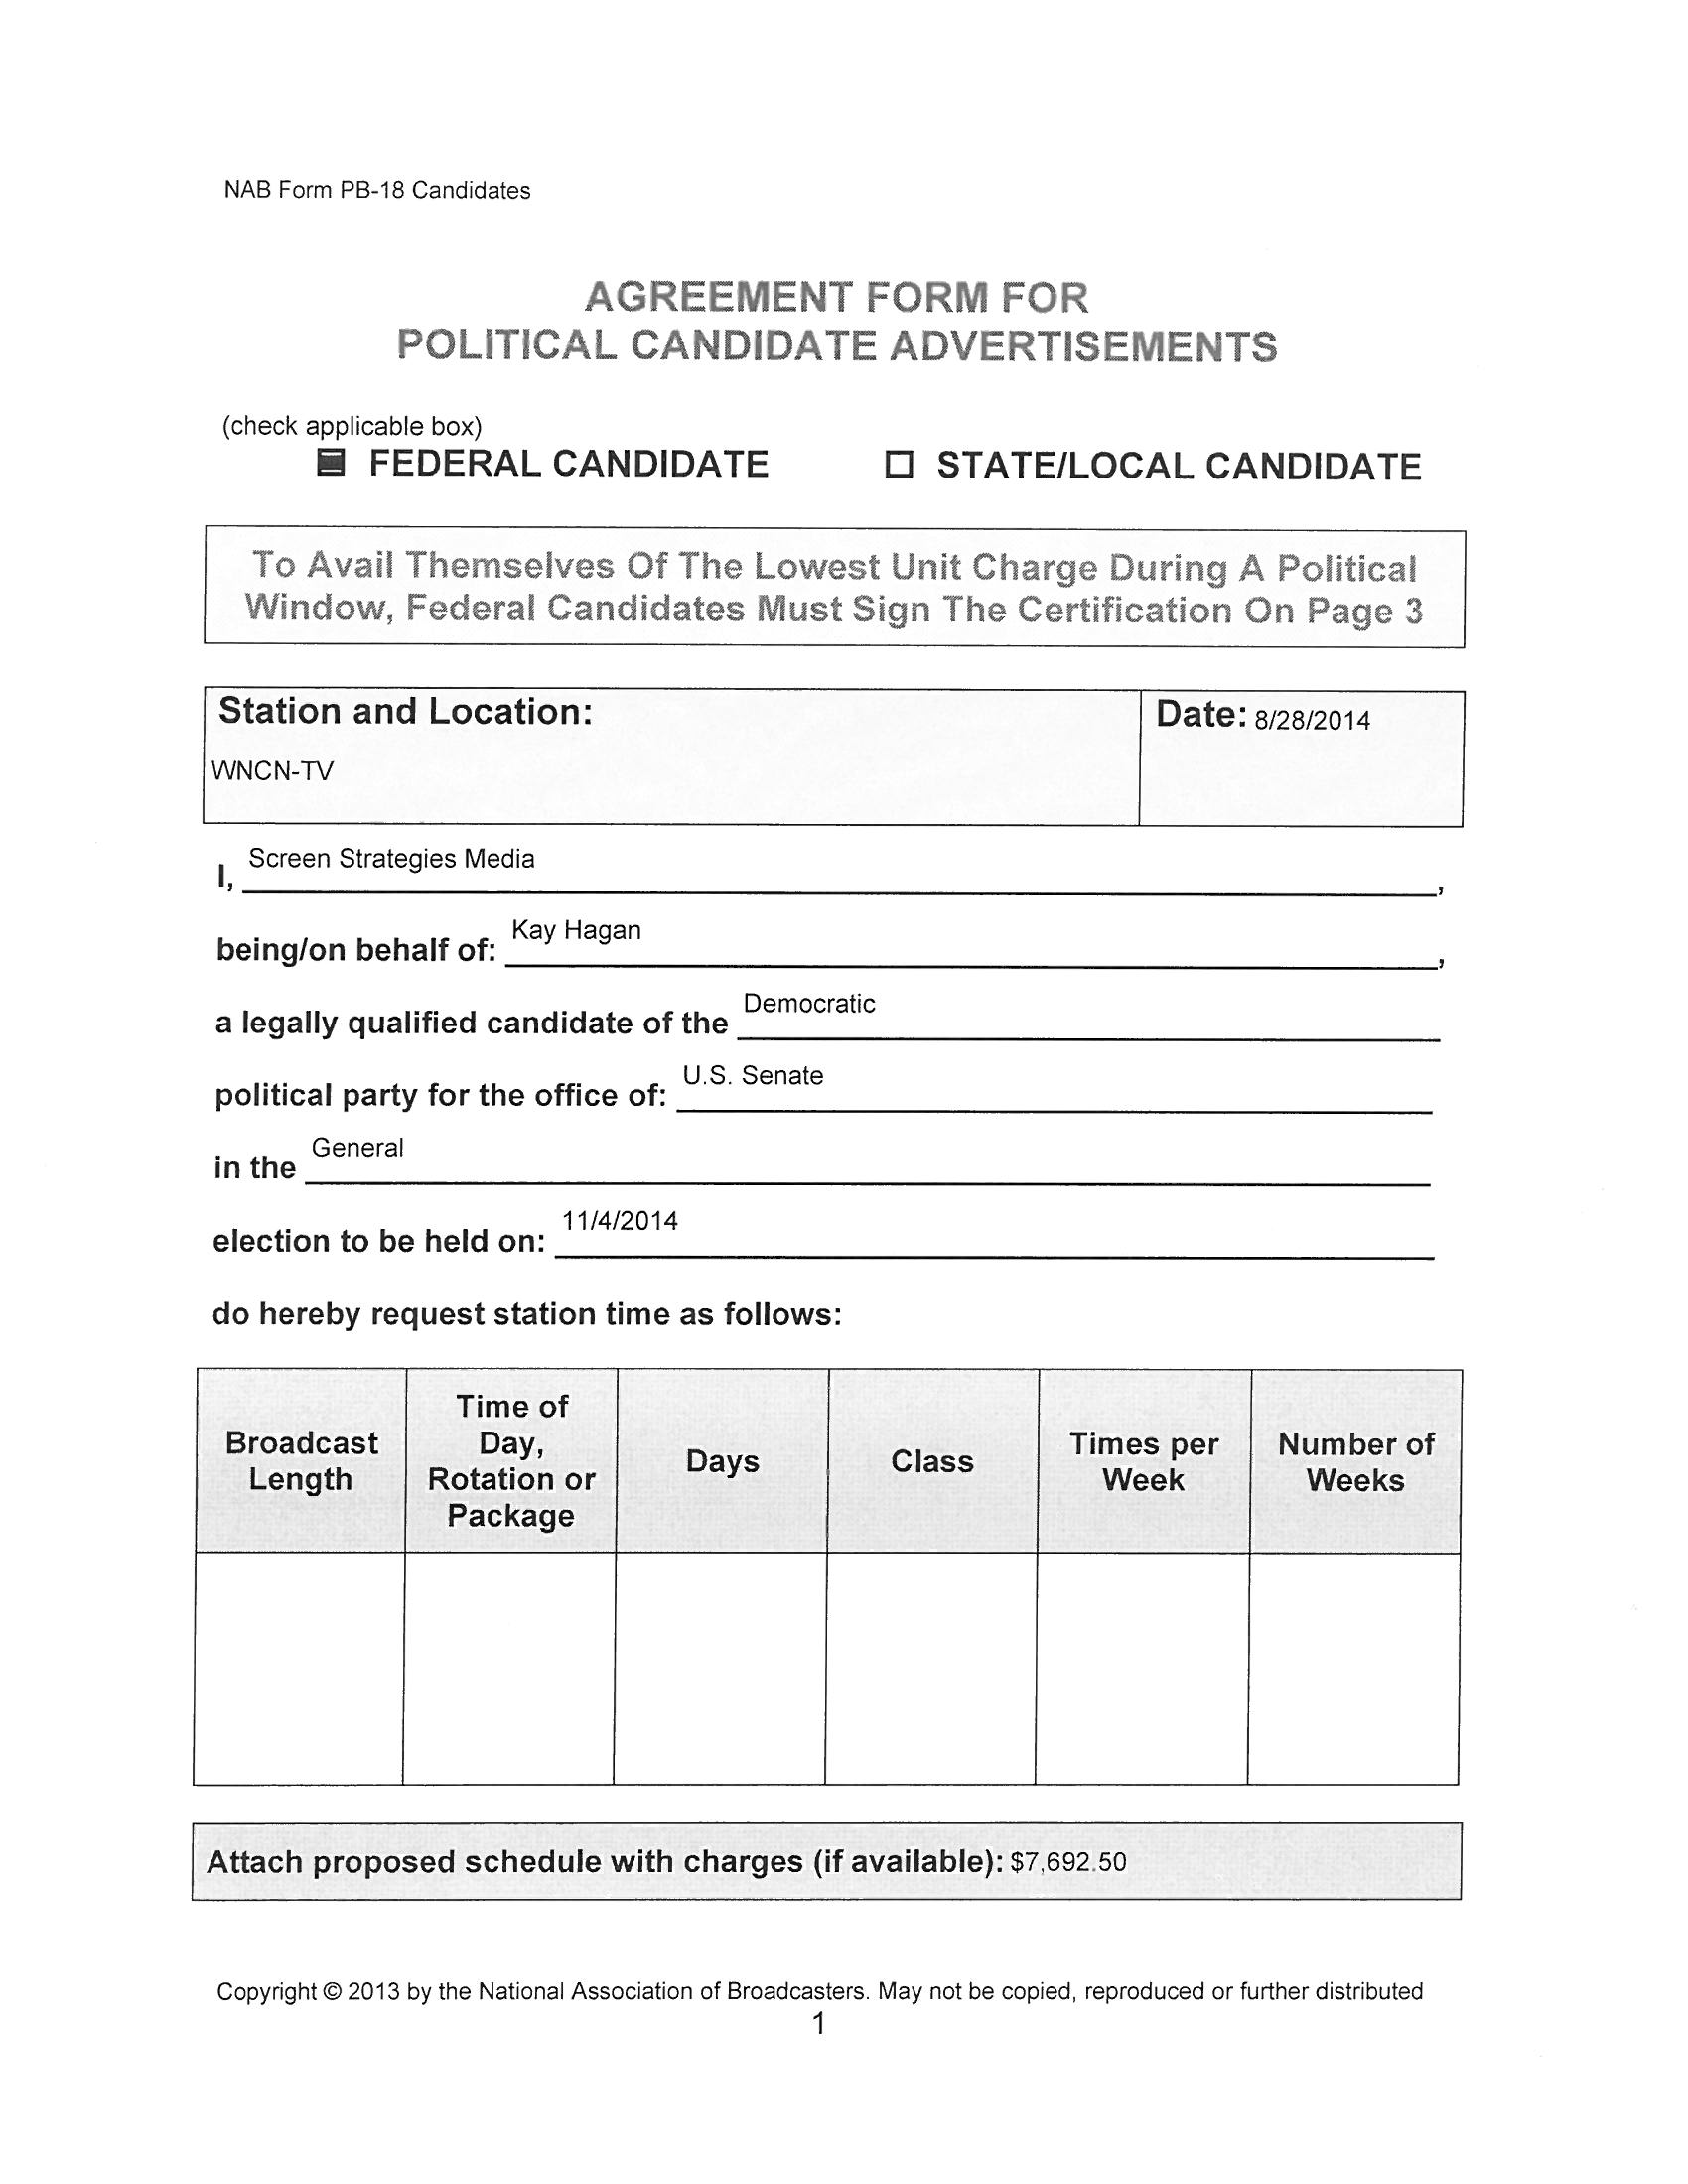 NAB Form PB-18 Candidates
AGREEMENT FORM FOR
POLITICAL CANDIDATE ADVERTISEMENTS
(check applicable box)
FEDERAL CANDIDATE
STATE/LOCAL CANDIDATE
To Avail Themselves Of The Lowest Unit Charge During A Political
Window, Federal Candidates Must Sign The Certification On Page 3
Station and Location:
WNCN-TV
Date: 8/28/2014
I, Screen Strategies Media,
being/on behalf of: Kay Hagan,
a legally qualified candidate of the Democratic
political party for the office of: U.S. Senate
in the General
election to be held on: 11/4/2014
do hereby request station time as follows:
Broadcast
Length
Time of
Day,
Rotation or
Package
Days
Class
Times per
Week
Number of
Weeks
Attach proposed schedule with charges (if available): $7,692.50
Copyright © 2013 by the National Association of Broadcasters. May not be copied, reproduced or further distributed
1